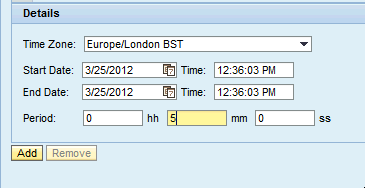 Details
Time Zone: Europe/London BST
Start Date: 3/25/2012 Time: 12:36:03 PM
End Date: 3/25/2012 Time: 12:36:03 PM
Period: 0 hh 5 mm 0 ss
Add Remove